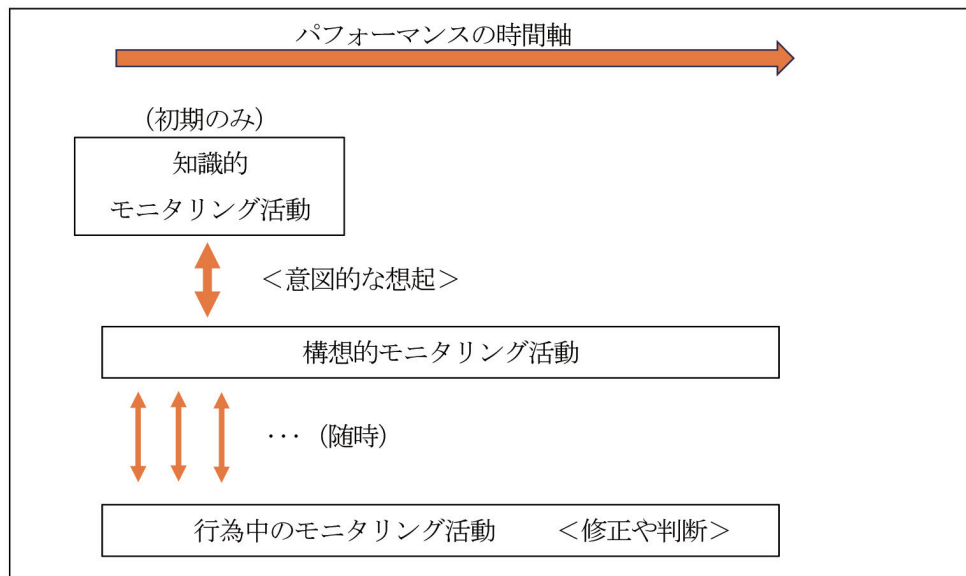 パフォーマンスの時間軸
(初期のみ)
知識的
モニタリング活動
＜意図的な想起＞
構想的モニタリング活動
･･･（随時）
行為中のモニタリング活動　　＜修正や判断＞